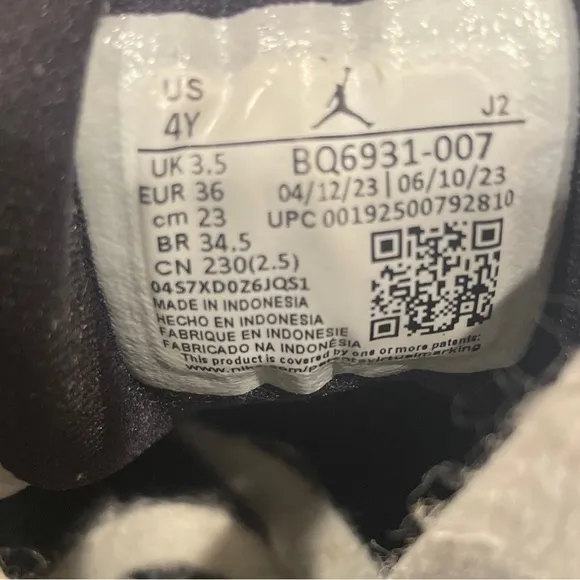 US
4Y
J2
UK 3.5
BQ6931-007
EUR 36
04/12/23 | 06/10/23
cm 23
UPC 00192500792810
BR 34.5
CN 230(2.5)
04S7XD0Z6JQS1
MADE IN INDONESIA
HECHO EN INDONESIA
FABRIQUE EN INDONESIE
FABRICADO NA INDONÉSIA
This product is covered by one or more patents: